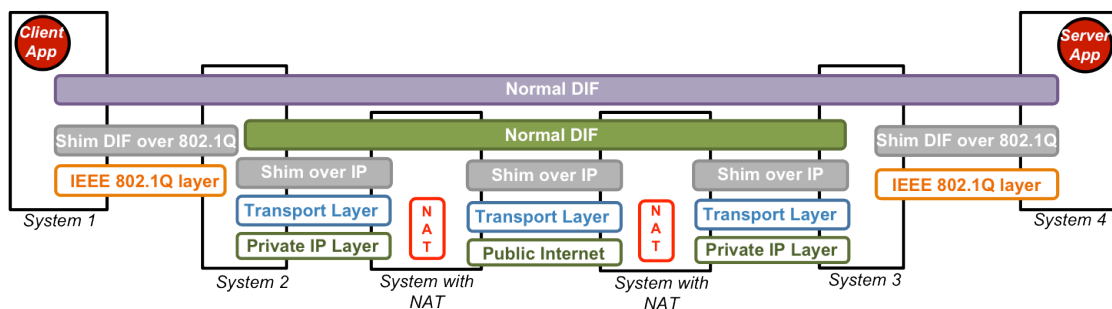 Client
App
Server
App
Normal DIF
Normal DIF
Shim DIF over 802.1Q
Shim DIF over 802.1Q
Shim over IP
Shim over IP
Shim over IP
IEEE 802.1Q layer
IEEE 802.1Q layer
Transport Layer
NAT
Transport Layer
NAT
Transport Layer
Private IP Layer
Public Internet
Private IP Layer
System 1
System 4
System 2
System with
NAT
System with
NAT
System 3